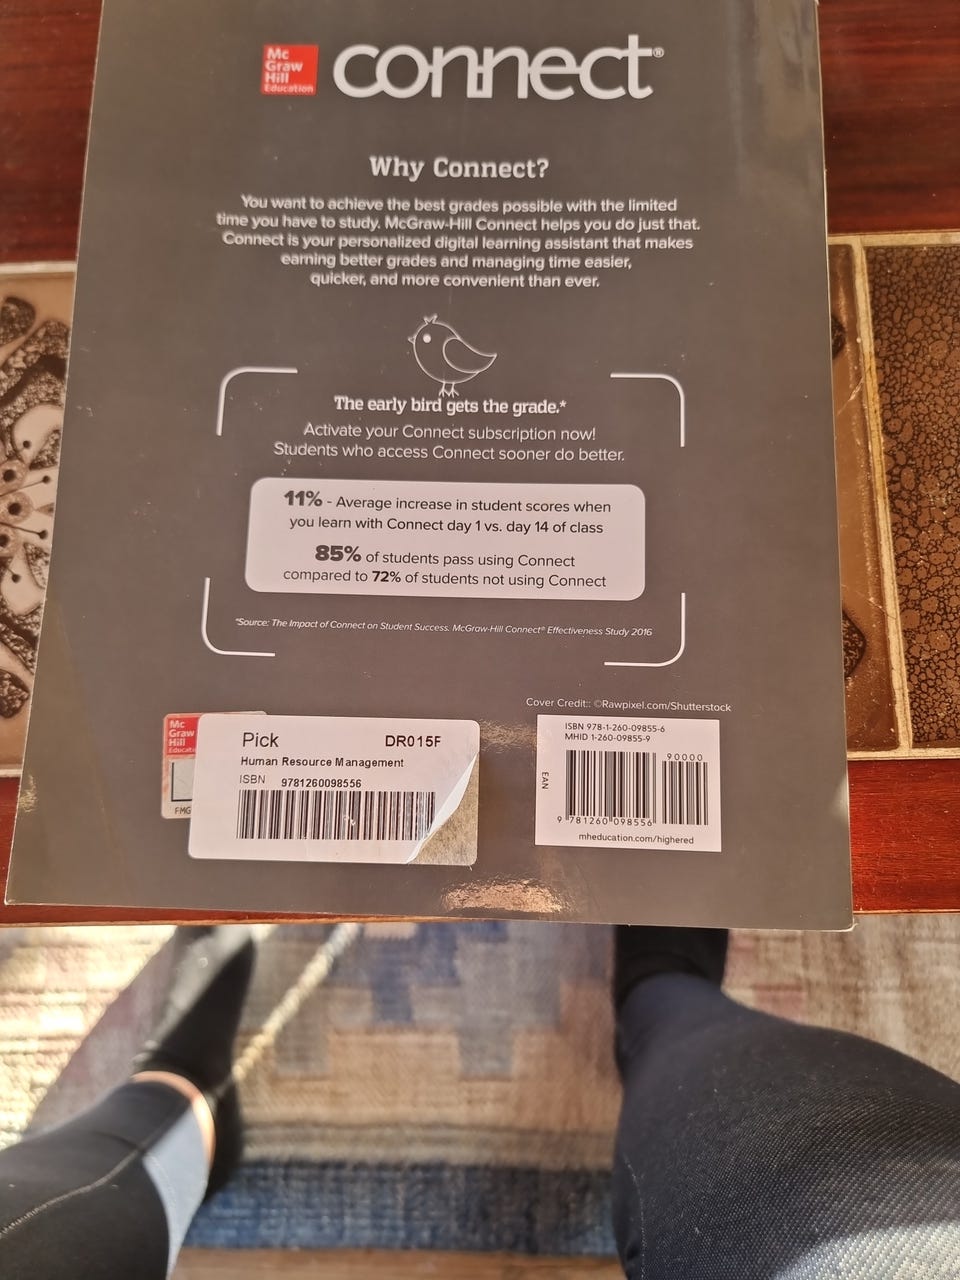 Mc
Graw
Hill
Education
connect®
Why Connect?
You want to achieve the best grades possible with the limited
time you have to study. McGraw-Hill Connect helps you do just that.
Connect is your personalized digital learning assistant that makes
earning better grades and managing time easier,
quicker, and more convenient than ever.
The early bird gets the grade.*
Activate your Connect subscription now!
Students who access Connect sooner do better.
11% - Average increase in student scores when
you learn with Connect day 1 vs. day 14 of class
85% of students pass using Connect
compared to 72% of students not using Connect
*Source: The Impact of Connect on Student Success. McGraw-Hill Connect® Effectiveness Study 2016
Cover Credit:: ©Rawpixel.com/Shutterstock
Mc
Graw
Hill
Educati
FMG
Pick DR015F
Human Resource Management
ISBN 9781260098556
ISBN 978-1-260-09855-6
MHID 1-260-09855-9
90000
EAN
9 781260 098556
mheducation.com/highered